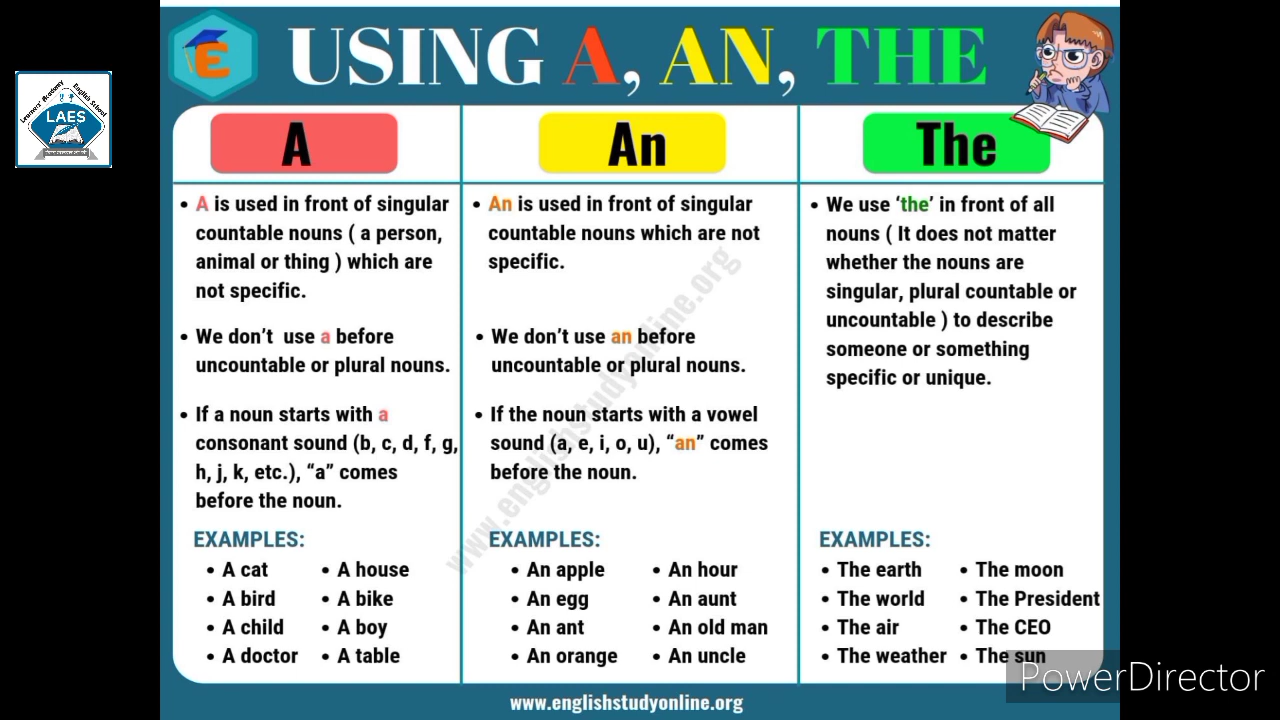 USING A, AN, THE
Learners' Academy English School
LAES
A
An
The
• A is used in front of singular
countable nouns ( a person,
animal or thing ) which are
not specific.
• We don’t use a before
uncountable or plural nouns.
• If a noun starts with a
consonant sound (b, c, d, f, g,
h, j, k, etc.), “a” comes
before the noun.
EXAMPLES:
• A cat • A house
• A bird • A bike
• A child • A boy
• A doctor • A table
• An is used in front of singular
countable nouns which are not
specific.
• We don’t use an before
uncountable or plural nouns.
• If the noun starts with a vowel
sound (a, e, i, o, u), “an” comes
before the noun.
EXAMPLES:
• An apple • An hour
• An egg • An aunt
• An ant • An old man
• An orange • An uncle
• We use ‘the’ in front of all
nouns ( It does not matter
whether the nouns are
singular, plural countable or
uncountable ) to describe
someone or something
specific or unique.
EXAMPLES:
• The earth • The moon
• The world • The President
• The air • The CEO
• The weather • The sun
www.englishstudyonline.org
www.englishstudyonline.org
PowerDirector